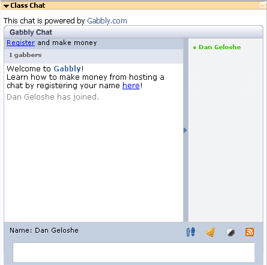 Class Chat
This chat is powered by Gabbly.com
Gabbly Chat
Register and make money
1 gabbers
Dan Geloshe
Welcome to Gabbly!
Learn how to make money from hosting a
chat by registering your name here!
Dan Geloshe has joined.
Name: Dan Geloshe